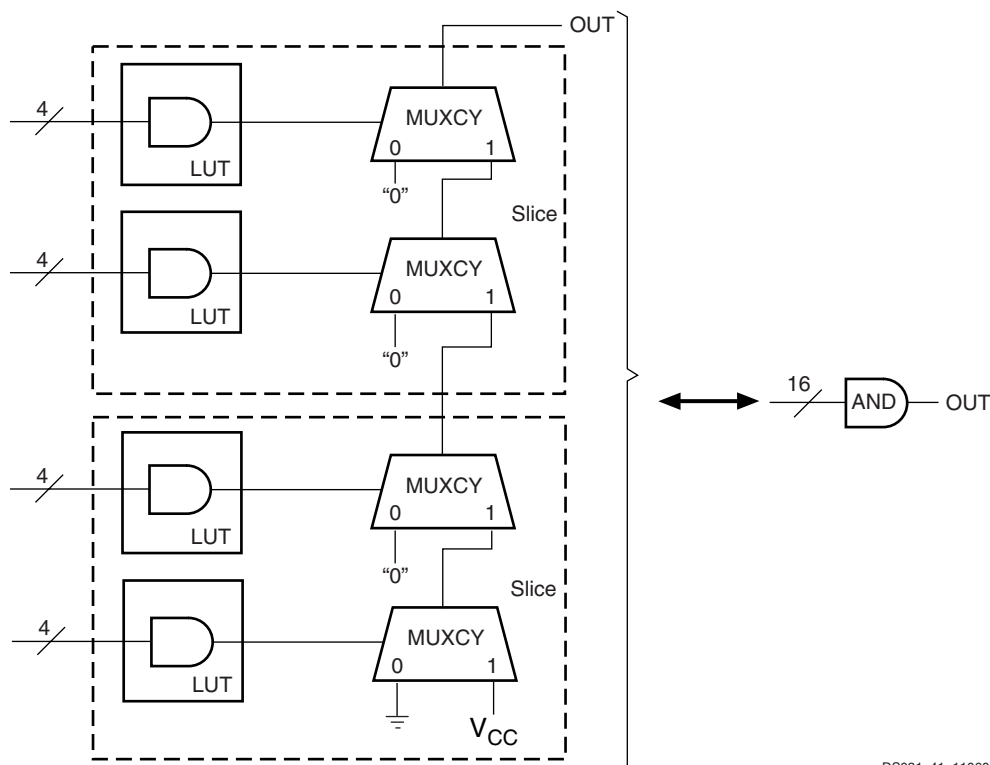 OUT
4
LUT
MUXCY
0 1
“0”
Slice
4
LUT
MUXCY
0 1
“0”
4
LUT
MUXCY
0 1
“0”
Slice
4
LUT
MUXCY
0 1
VCC
16
AND
OUT